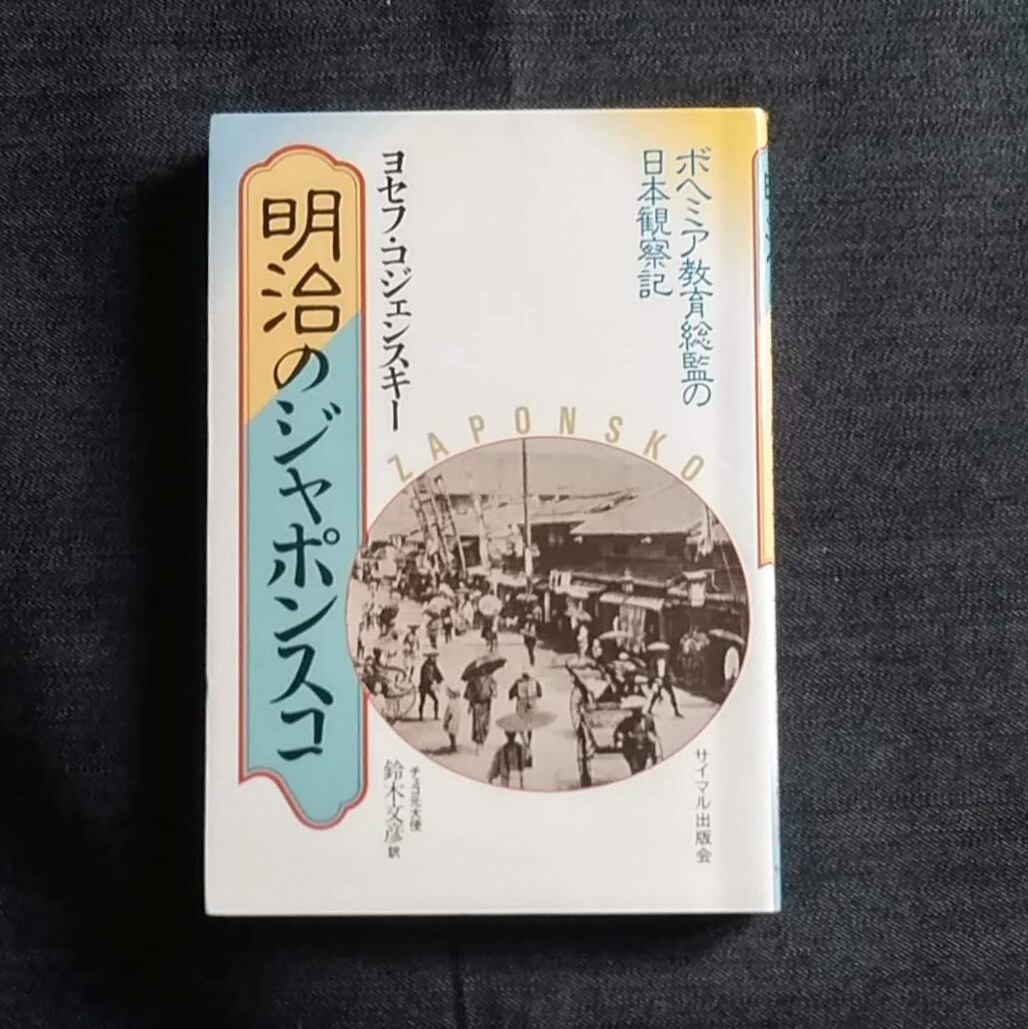 ボヘミア教育総監の
日本観察記
ヨセフ・コジェンスキー
明治のジャポンスコ
ZAPONSKO
チェコ元大使
鈴木文彦 訳
サイマル出版会